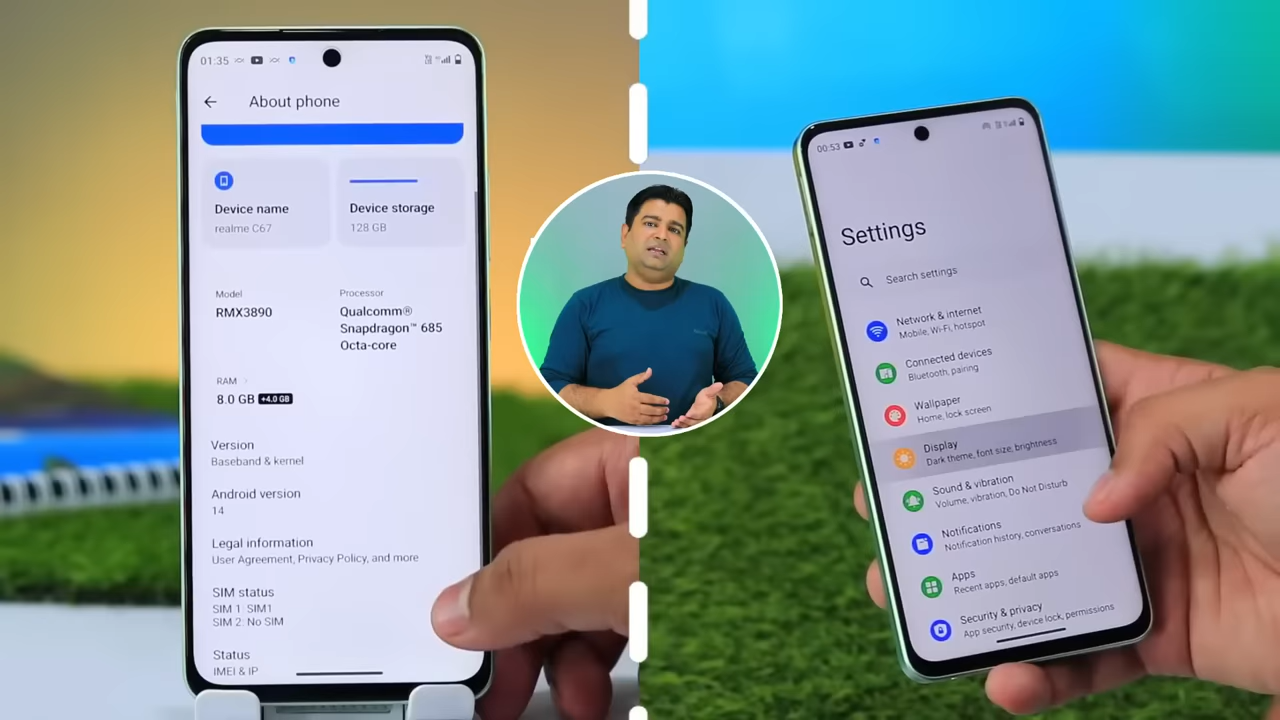 01:35
About phone
Device name
realme C67
Device storage
128 GB
Model
RMX3890
Processor
Qualcomm®
Snapdragon™ 685
Octa-core
RAM
8.0 GB +4.0 GB
Version
Baseband & kernel
Android version
14
Legal information
User Agreement, Privacy Policy, and more
SIM status
SIM 1: SIM1
SIM 2: No SIM
Status
IMEI & IP
00:53
Settings
Search settings
Network & internet
Mobile, Wi-Fi, hotspot
Connected devices
Bluetooth, pairing
Wallpaper
Home, lock screen
Display
Dark theme, font size, brightness
Sound & vibration
Volume, vibration, Do Not Disturb
Notifications
Notification history, conversations
Apps
Recent apps, default apps
Security & privacy
App security, device lock, permissions